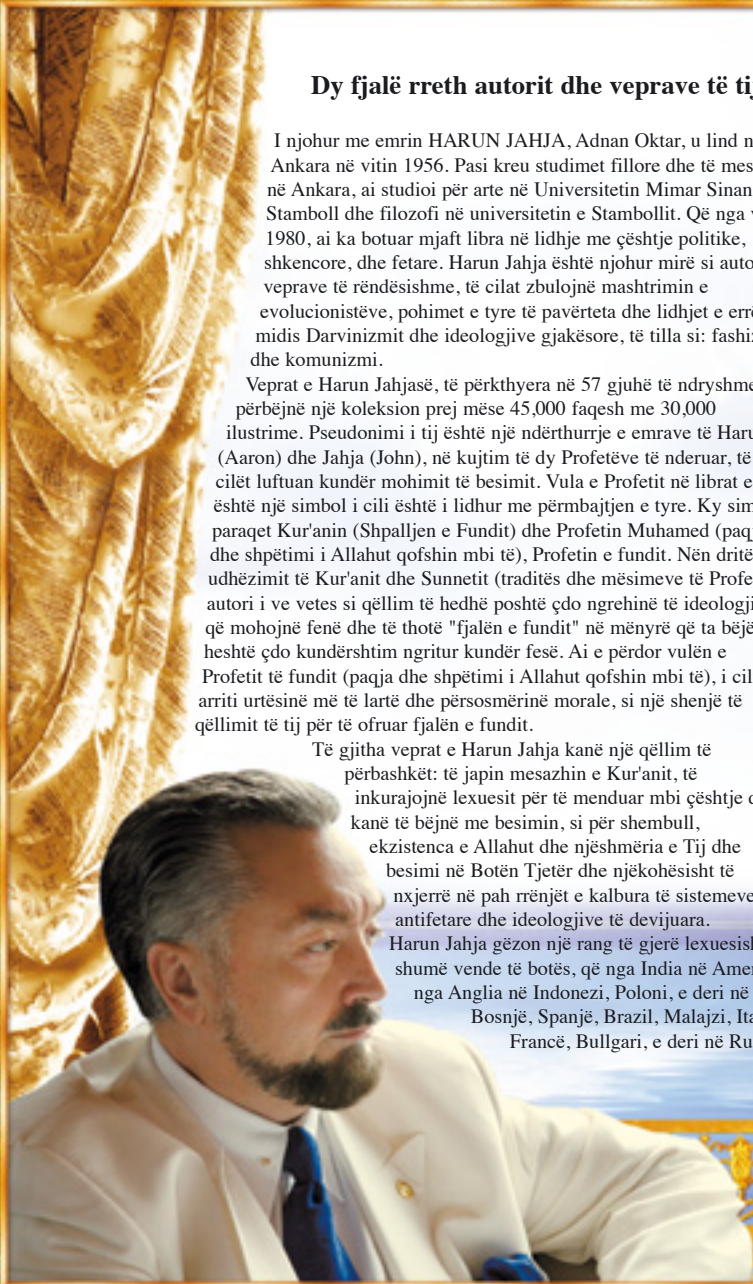 Dy fjalë rreth autorit dhe veprave të tij
I njohur me emrin HARUN JAHJA, Adnan Oktar, u lind n
Ankara në vitin 1956. Pasi kreu studimet fillore dhe të mes
në Ankara, ai studioi për arte në Universitetin Mimar Sinan
Stamboll dhe filozofi në universitetin e Stambollit. Që nga v
1980, ai ka botuar mjaft libra në lidhje me çështje politike,
shkencore, dhe fetare. Harun Jahja është njohur mirë si auto
veprave të rëndësishme, të cilat zbulojnë mashtrimin e
evolucionistëve, pohimet e tyre të pavërteta dhe lidhjet e errë
midis Darvinizmit dhe ideologjive gjakësore, të tilla si: fashiz
dhe komunizmi.
Veprat e Harun Jahjasë, të përkthyera në 57 gjuhë të ndryshme
përbëjnë një koleksion prej mëse 45,000 faqesh me 30,000
ilustrime. Pseudonimi i tij është një ndërthurrje e emrave të Haru
(Aaron) dhe Jahja (John), në kujtim të dy Profetëve të nderuar, të
cilët luftuan kundër mohimit të besimit. Vula e Profetit në librat e
është një simbol i cili është i lidhur me përmbajtjen e tyre. Ky sim
paraqet Kur'anin (Shpalljen e Fundit) dhe Profetin Muhamed (paqj
dhe shpëtimi i Allahut qofshin mbi të), Profetin e fundit. Nën dritë
udhëzimit të Kur'anit dhe Sunnetit (traditës dhe mësimeve të Profe
autori i ve vetes si qëllim të hedhë poshtë çdo ngrehinë të ideologji
që mohojnë fenë dhe të thotë "fjalën e fundit" në mënyrë që ta bëjë
heshtë çdo kundërshtim ngritur kundër fesë. Ai e përdor vulën e
Profetit të fundit (paqja dhe shpëtimi i Allahut qofshin mbi të), i cil
arriti urtësinë më të lartë dhe përsosmërinë morale, si një shenjë të
qëllimit të tij për të ofruar fjalën e fundit.
Të gjitha veprat e Harun Jahja kanë një qëllim të
përbashkët: të japin mesazhin e Kur'anit, të
inkurajojnë lexuesit për të menduar mbi çështje q
kanë të bëjnë me besimin, si për shembull,
ekzistenca e Allahut dhe njëshmëria e Tij dhe
besimi në Botën Tjetër dhe njëkohësisht të
nxjerrë në pah rrënjët e kalbura të sistemeve
antifetare dhe ideologjive të devijuara.
Harun Jahja gëzon një rang të gjerë lexuesish
shumë vende të botës, që nga India në Amer
nga Anglia në Indonezi, Poloni, e deri në
Bosnjë, Spanjë, Brazil, Malajzi, Ita
Francë, Bullgari, e deri në Ru